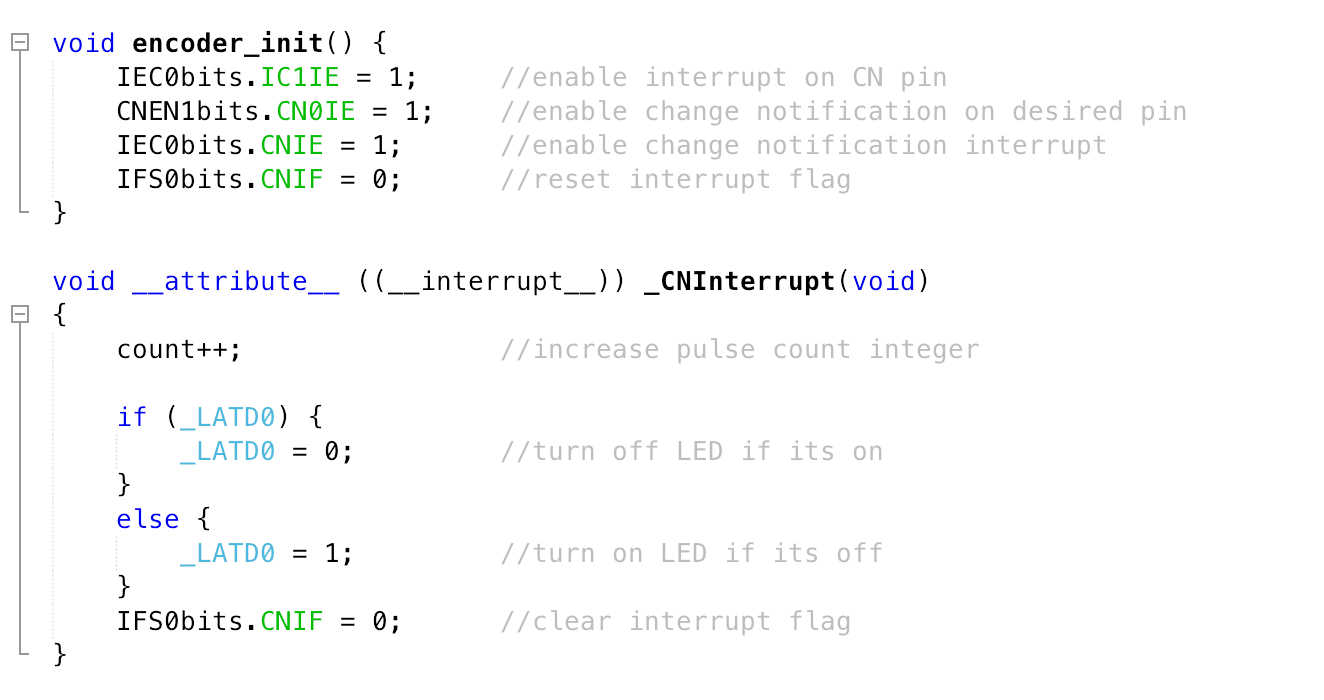 void encoder_init() {
    IEC0bits.IC1IE = 1;     //enable interrupt on CN pin
    CNEN1bits.CN0IE = 1;    //enable change notification on desired pin
    IEC0bits.CNIE = 1;      //enable change notification interrupt
    IFS0bits.CNIF = 0;      //reset interrupt flag
}

void __attribute__ ((__interrupt__)) _CNInterrupt(void)
{
    count++;                //increase pulse count integer

    if (_LATD0) {
        _LATD0 = 0;         //turn off LED if its on
    }
    else {
        _LATD0 = 1;         //turn on LED if its off
    }
    IFS0bits.CNIF = 0;      //clear interrupt flag
}